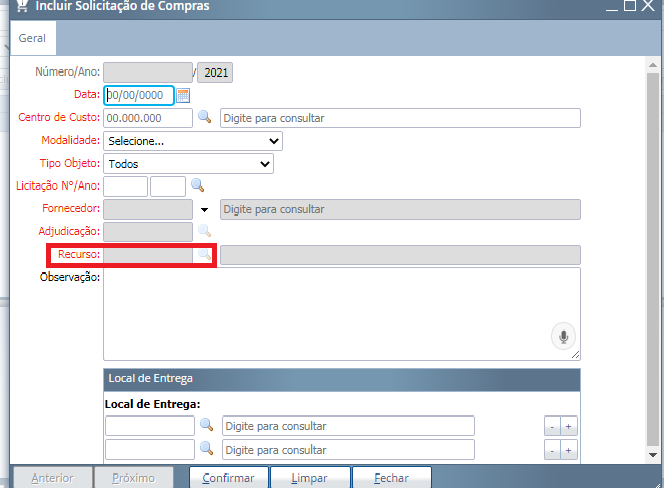 Incluir Solicitação de Compras
Geral
Número/Ano: / 2021
Data: 00/00/0000
Centro de Custo: 00.000.000 Digite para consultar
Modalidade: Selecione...
Tipo Objeto: Todos
Licitação Nº/Ano:
Fornecedor: Digite para consultar
Adjudicação:
Recurso:
Observação:
Local de Entrega
Local de Entrega:
Digite para consultar - +
Digite para consultar - +
Anterior Próximo Confirmar Limpar Fechar